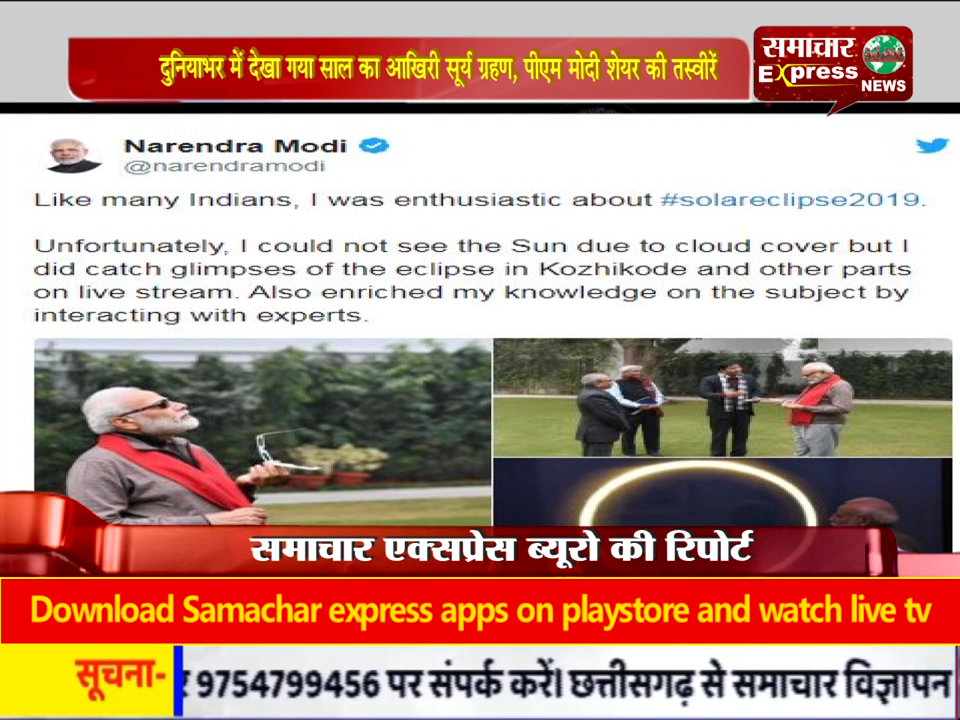 दुनियाभर में देखा गया साल का आखिरी सूर्य ग्रहण, पीएम मोदी शेयर की तस्वीरें
समाचार
Express
NEWS
Narendra Modi
@narendramodi
Like many Indians, I was enthusiastic about #solareclipse2019.
Unfortunately, I could not see the Sun due to cloud cover but I
did catch glimpses of the eclipse in Kozhikode and other parts
on live stream. Also enriched my knowledge on the subject by
interacting with experts.
समाचार एक्सप्रेस ब्यूरो की रिपोर्ट
Download Samachar express apps on playstore and watch live tv
सूचना- 9754799456 पर संपर्क करें। छत्तीसगढ़ से समाचार विज्ञापन